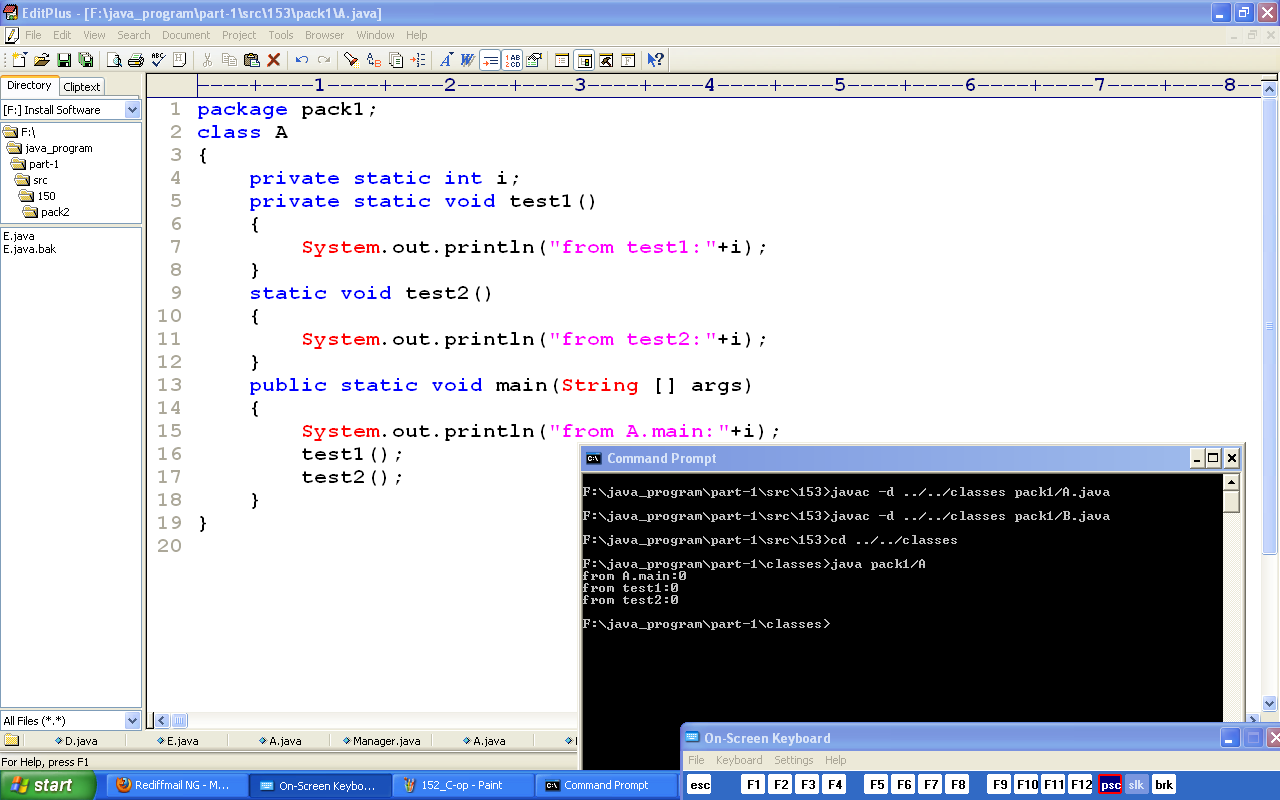 EditPlus - [F:\java_program\part-1\src\153\pack1\A.java]
File Edit View Search Document Project Tools Browser Window Help
Directory Cliptext
[F:] Install Software
F:\
java_program
part-1
src
150
pack2
E.java
E.java.bak
All Files (*.*)
----+----1----+----2----+----3----+----4----+----5----+----6----+----7----+----8--
1 package pack1;
2 class A
3 {
4 private static int i;
5 private static void test1()
6 {
7 System.out.println("from test1:"+i);
8 }
9 static void test2()
10 {
11 System.out.println("from test2:"+i);
12 }
13 public static void main(String [] args)
14 {
15 System.out.println("from A.main:"+i);
16 test1();
17 test2();
18 }
19 }
20
Command Prompt
F:\java_program\part-1\src\153>javac -d ../../classes pack1/A.java
F:\java_program\part-1\src\153>javac -d ../../classes pack1/B.java
F:\java_program\part-1\src\153>cd ../../classes
F:\java_program\part-1\classes>java pack1/A
from A.main:0
from test1:0
from test2:0
F:\java_program\part-1\classes>
D.java E.java A.java Manager.java A.java
For Help, press F1
On-Screen Keyboard
File Keyboard Settings Help
esc F1 F2 F3 F4 F5 F6 F7 F8 F9 F10 F11 F12 psc slk brk
start Rediffmail NG - M... On-Screen Keybo... 152_C-op - Paint Command Prompt